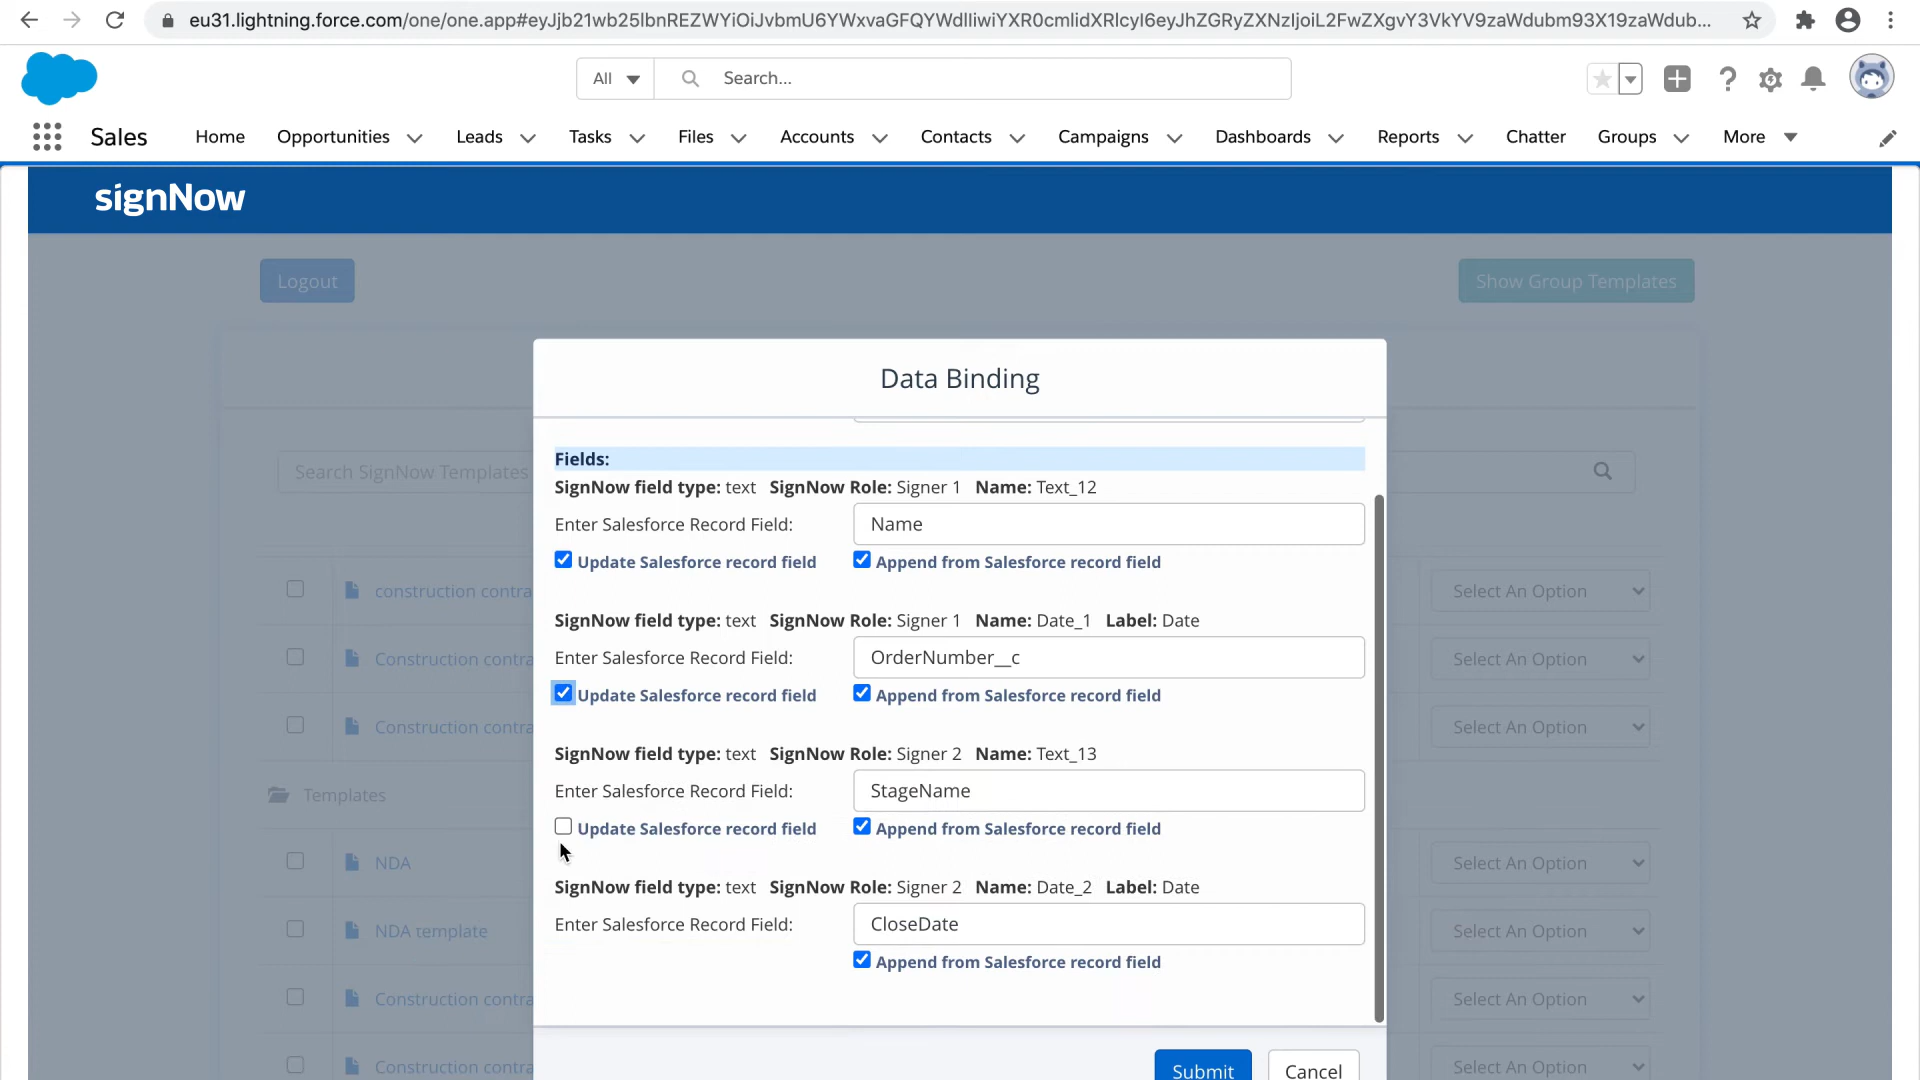 eu31.lightning.force.com/one/one.app#eyJjb21wb25lbnREZWYiOiJvbmU6YWxvaGFQYWdlIiwiYXR0cmlidXRlcyI6eyJhZGRyZXNzIjoiL2FwZXgvY3VkYV9zaWdubm93X19zaWdub...
All
Search...
Sales
Home
Opportunities
Leads
Tasks
Files
Accounts
Contacts
Campaigns
Dashboards
Reports
Chatter
Groups
More
signNow
Logout
Show Group Templates
Data Binding
Search SignNow Templates
Fields:
SignNow field type: text SignNow Role: Signer 1 Name: Text_12
Enter Salesforce Record Field: Name
Update Salesforce record field Append from Salesforce record field
construction contra
Select An Option
SignNow field type: text SignNow Role: Signer 1 Name: Date_1 Label: Date
Enter Salesforce Record Field: OrderNumber__c
Construction contra
Select An Option
Update Salesforce record field Append from Salesforce record field
Construction contra
Select An Option
SignNow field type: text SignNow Role: Signer 2 Name: Text_13
Enter Salesforce Record Field: StageName
Templates
Update Salesforce record field Append from Salesforce record field
NDA
Select An Option
SignNow field type: text SignNow Role: Signer 2 Name: Date_2 Label: Date
Enter Salesforce Record Field: CloseDate
NDA template
Select An Option
Append from Salesforce record field
Construction contra
Select An Option
Construction contra
Select An Option
Submit
Cancel